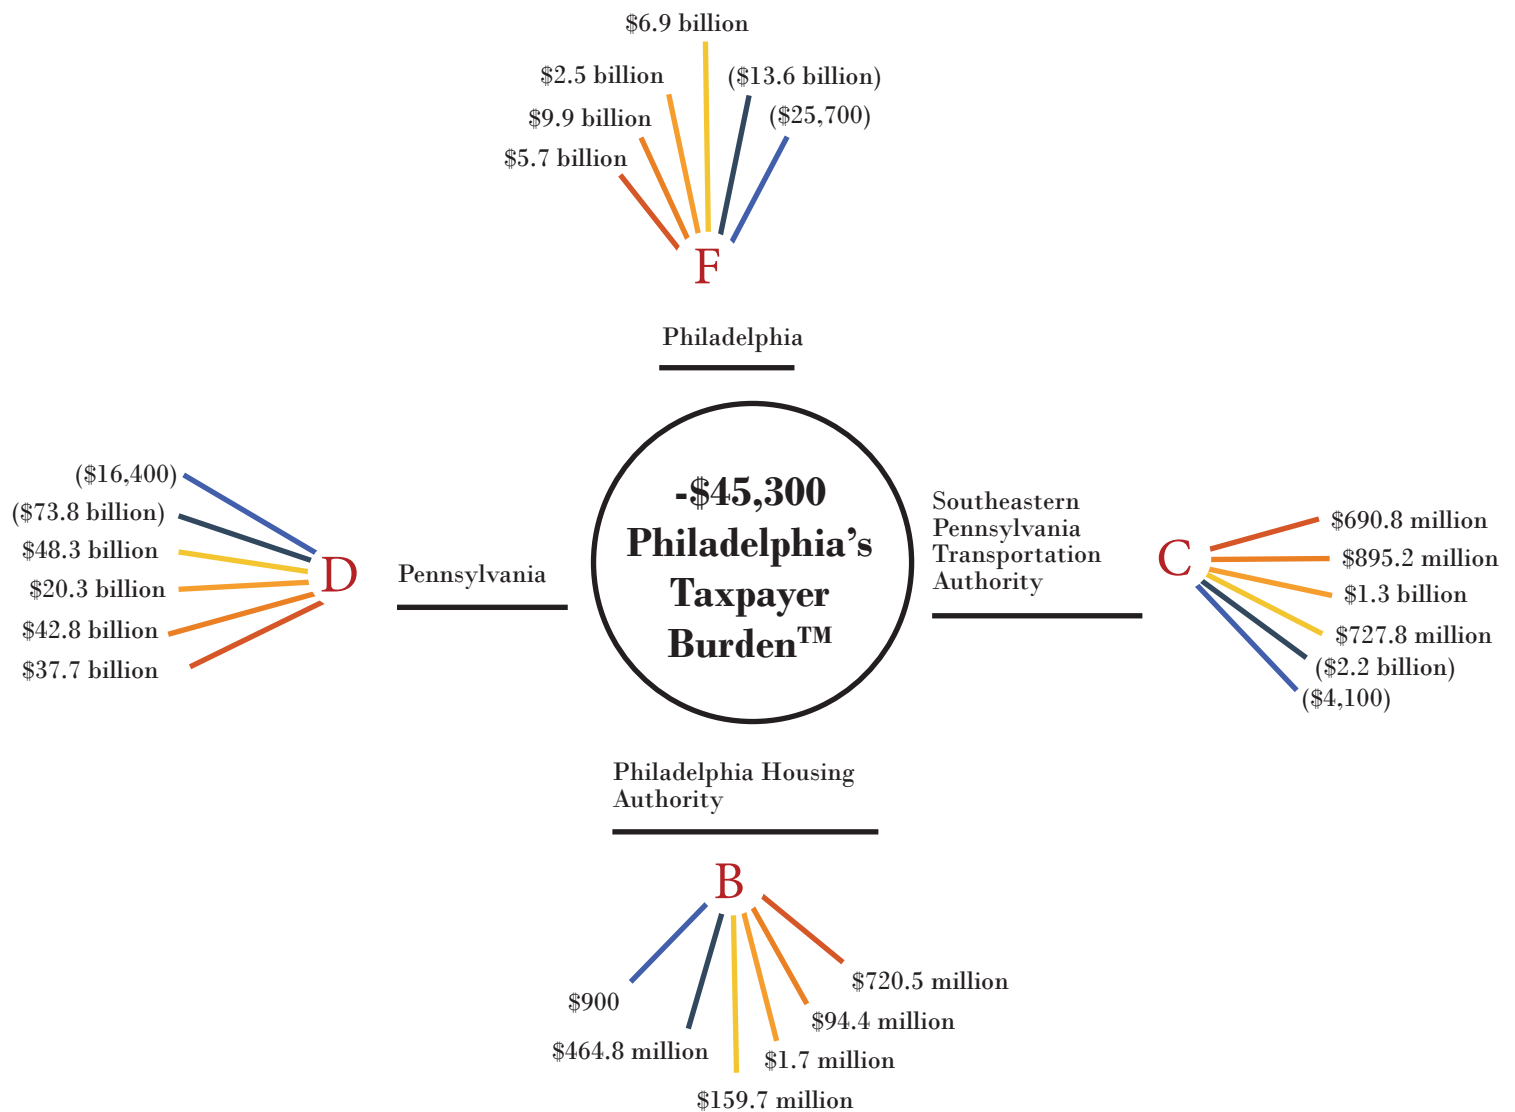 $6.9 billion
$2.5 billion
($13.6 billion)
$9.9 billion
($25,700)
$5.7 billion
F
Philadelphia
-$45,300
Philadelphia's
Taxpayer
Burden™
($16,400)
($73.8 billion)
$48.3 billion
$20.3 billion
$42.8 billion
$37.7 billion
D
Pennsylvania
Southeastern
Pennsylvania
Transportation
Authority
C
$690.8 million
$895.2 million
$1.3 billion
$727.8 million
($2.2 billion)
($4,100)
Philadelphia Housing
Authority
B
$900
$464.8 million
$159.7 million
$1.7 million
$94.4 million
$720.5 million